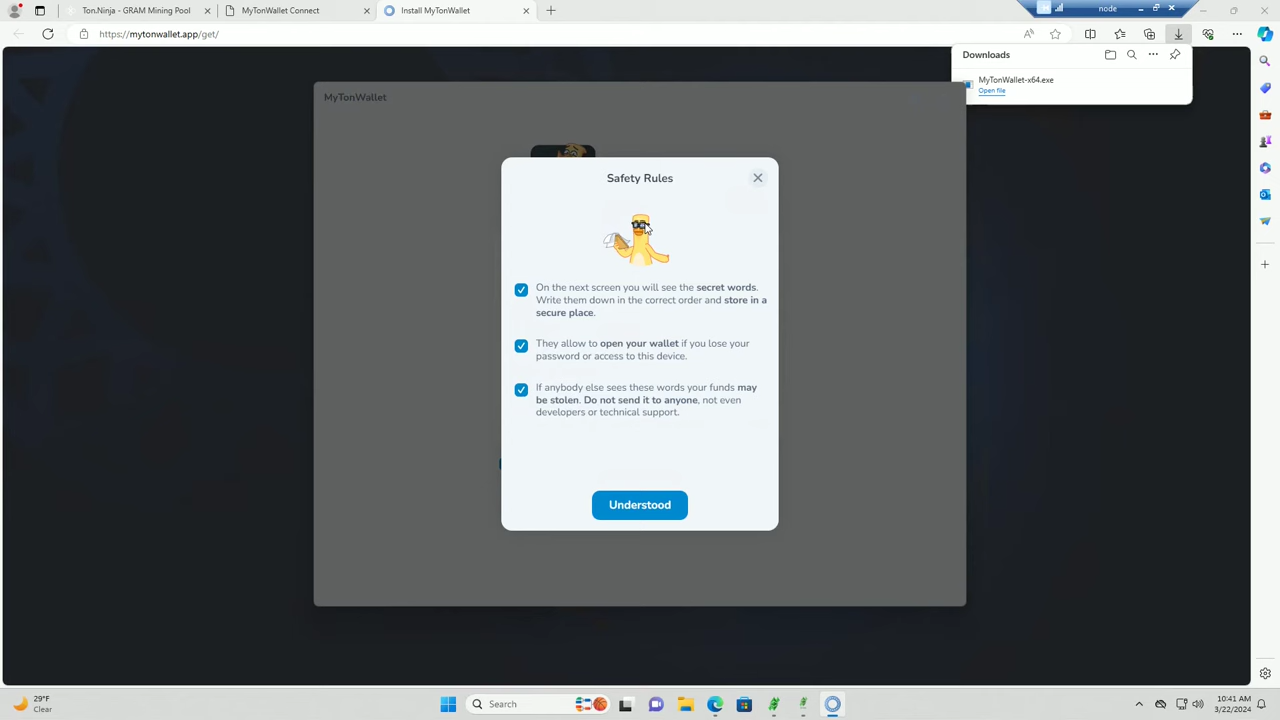 Ton.Ninja - GRAM Mining Pool
MyTonWallet Connect
Install MyTonWallet
node
https://mytonwallet.app/get/
Downloads
MyTonWallet-x64.exe
Open file
MyTonWallet
Safety Rules
On the next screen you will see the secret words.
Write them down in the correct order and store in a
secure place.
They allow to open your wallet if you lose your
password or access to this device.
If anybody else sees these words your funds may
be stolen. Do not send it to anyone, not even
developers or technical support.
Understood
29°F
Clear
Search
10:41 AM
3/22/2024